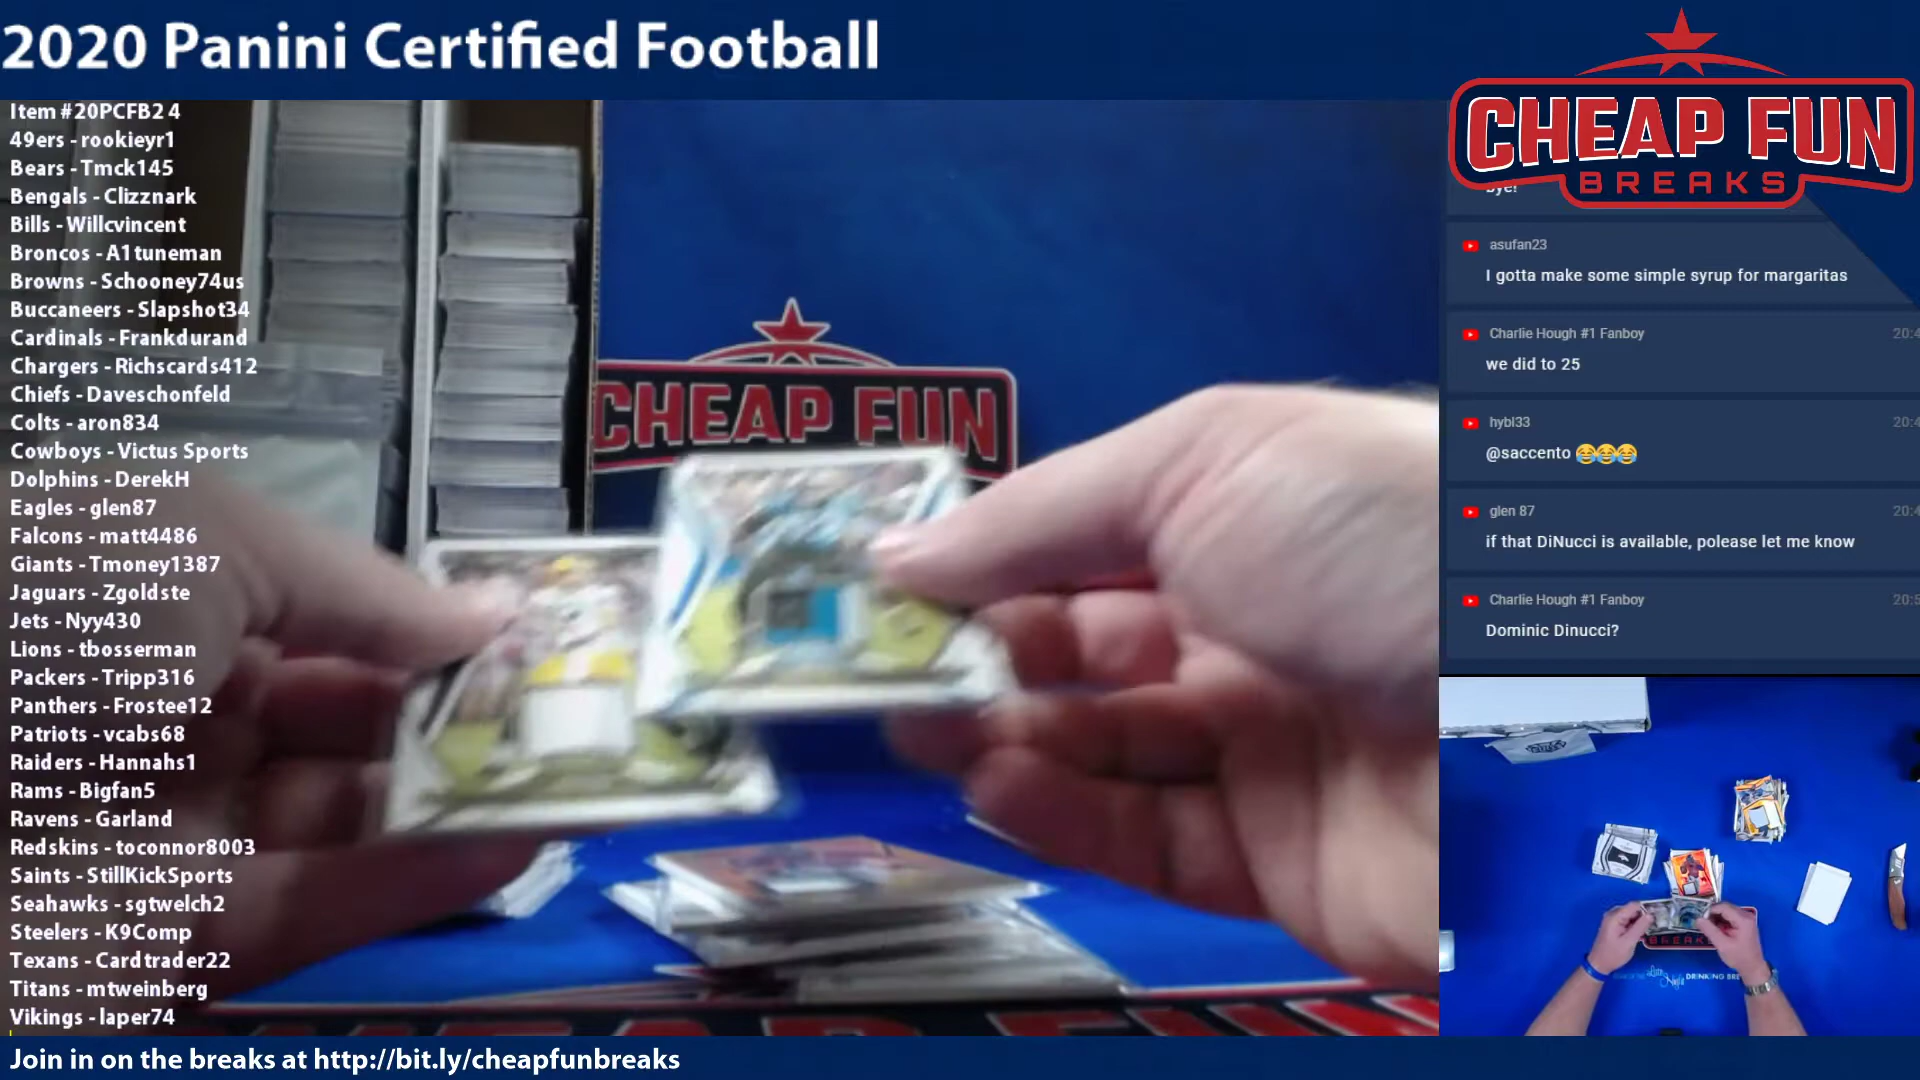 2020 Panini Certified Football
Item #20PCFB2 4
49ers - rookieyr1
Bears - Tmck145
Bengals - Clizznark
Bills - Willcvincent
Broncos - A1tuneman
Browns - Schooney74us
Buccaneers - Slapshot34
Cardinals - Frankdurand
Chargers - Richscards412
Chiefs - Daveschonfeld
Colts - aron834
Cowboys - Victus Sports
Dolphins - DerekH
Eagles - glen87
Falcons - matt4486
Giants - Tmoney1387
Jaguars - Zgoldste
Jets - Nyy430
Lions - tbosserman
Packers - Tripp316
Panthers - Frostee12
Patriots - vcabs68
Raiders - Hannahs1
Rams - Bigfan5
Ravens - Garland
Redskins - toconnor8003
Saints - StillKickSports
Seahawks - sgtwelch2
Steelers - K9Comp
Texans - Cardtrader22
Titans - mtweinberg
Vikings - laper74
Join in on the breaks at http://bit.ly/cheapfunbreaks
CHEAP FUN
CHEAP FUN
CHEAP FUN
BREAKS
bye!
asufan23
I gotta make some simple syrup for margaritas
Charlie Hough #1 Fanboy
we did to 25
hybl33
@saccento 😂😂😂
glen 87
if that DiNucci is available, polease let me know
Charlie Hough #1 Fanboy
Dominic Dinucci?
BREAKS
DRINKING